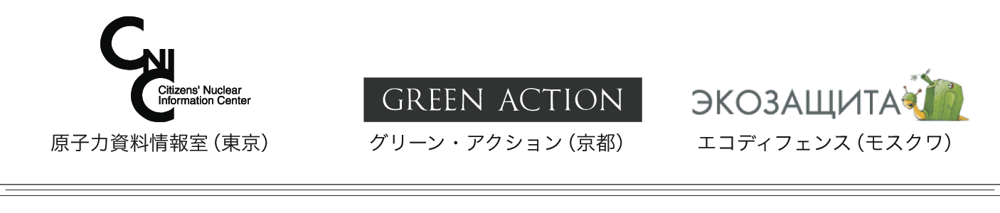 CNIC
Citizens' Nuclear
Information Center
原子力資料情報室（東京）
GREEN ACTION
グリーン・アクション（京都）
ЭКОЗАЩИТА
エコディフェンス（モスクワ）